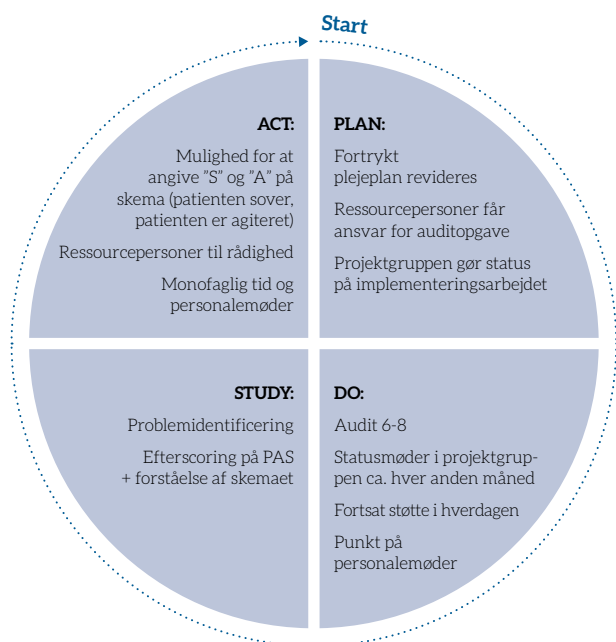 Start
ACT:
Mulighed for at
angive ”S” og ”A” på
skema (patienten sover,
patienten er agiteret)
Ressourcepersoner til rådighed
Monofaglig tid og
personalemøder
PLAN:
Fortrykt
plejeplan revideres
Ressourcepersoner får
ansvar for auditopgave
Projektgruppen gør status
på implementeringsarbejdet
STUDY:
Problemidentificering
Efterscoring på PAS
+ forståelse af skemaet
DO:
Audit 6-8
Statusmøder i projektgrup-
pen ca. hver anden måned
Fortsat støtte i hverdagen
Punkt på
personalemøder